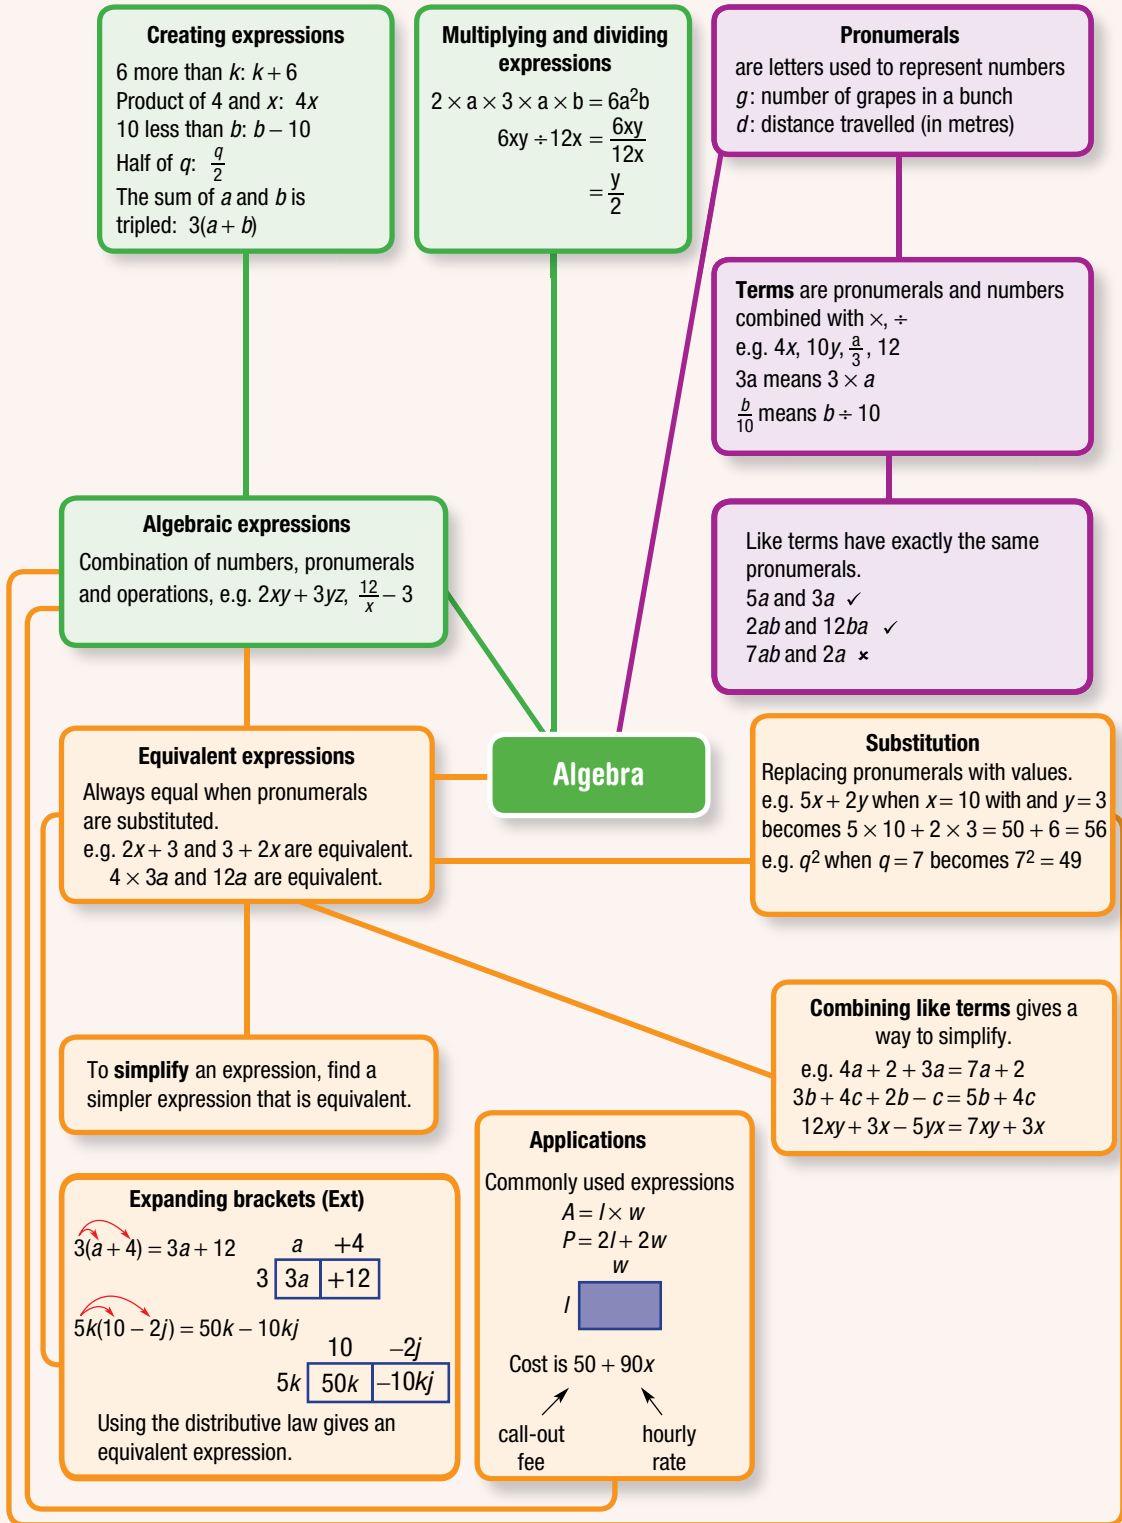 Creating expressions
6 more than k: k + 6
Product of 4 and x: 4x
10 less than b: b − 10
Half of q: q/2
The sum of a and b is
tripled: 3(a + b)
Multiplying and dividing
expressions
2 × a × 3 × a × b = 6a²b
6xy ÷ 12x = 6xy/12x
= y/2
Pronumerals
are letters used to represent numbers
g: number of grapes in a bunch
d: distance travelled (in metres)
Terms are pronumerals and numbers
combined with ×, ÷
e.g. 4x, 10y, a/3, 12
3a means 3 × a
b/10 means b ÷ 10
Algebraic expressions
Combination of numbers, pronumerals
and operations, e.g. 2xy + 3yz, 12/x − 3
Like terms have exactly the same
pronumerals.
5a and 3a ✓
2ab and 12ba ✓
7ab and 2a ×
Equivalent expressions
Always equal when pronumerals
are substituted.
e.g. 2x + 3 and 3 + 2x are equivalent.
4 × 3a and 12a are equivalent.
Algebra
Substitution
Replacing pronumerals with values.
e.g. 5x + 2y when x = 10 with and y = 3
becomes 5 × 10 + 2 × 3 = 50 + 6 = 56
e.g. q² when q = 7 becomes 7² = 49
To simplify an expression, find a
simpler expression that is equivalent.
Combining like terms gives a
way to simplify.
e.g. 4a + 2 + 3a = 7a + 2
3b + 4c + 2b − c = 5b + 4c
12xy + 3x − 5yx = 7xy + 3x
Expanding brackets (Ext)
3(a + 4) = 3a + 12
a +4
3 3a +12
5k(10 − 2j) = 50k − 10kj
10 −2j
5k 50k −10kj
Using the distributive law gives an
equivalent expression.
Applications
Commonly used expressions
A = l × w
P = 2l + 2w
w
l
Cost is 50 + 90x
call-out
fee
hourly
rate